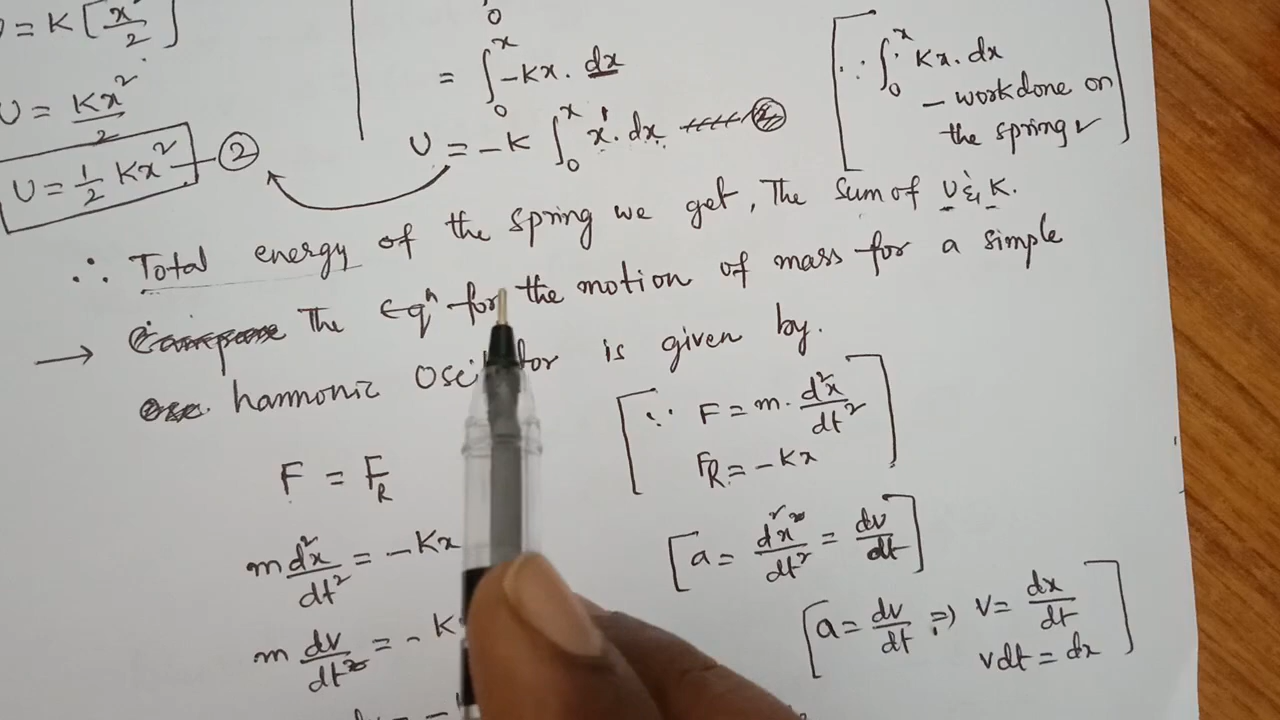 = K [x²/2]
U = Kx²/2
U = 1/2 Kx² — ②
0
= ∫₀ˣ -Kx. dx
U = -K ∫₀ˣ x¹. dx
[∵ ∫₀ˣ Kx. dx
– workdone on
the spring]
∴ Total energy of the spring we get, The sum of U & K.
→ The Eqⁿ for the motion of mass for a simple
harmonic is given by.
F = F_R
[∵ F = m. d²x/dt²
F_R = -Kx]
m d²x/dt² = -Kx
[a = d²x/dt² = dv/dt]
m dv/dt = - K
[a = dv/dt ⇒ v = dx/dt
vdt = dx]